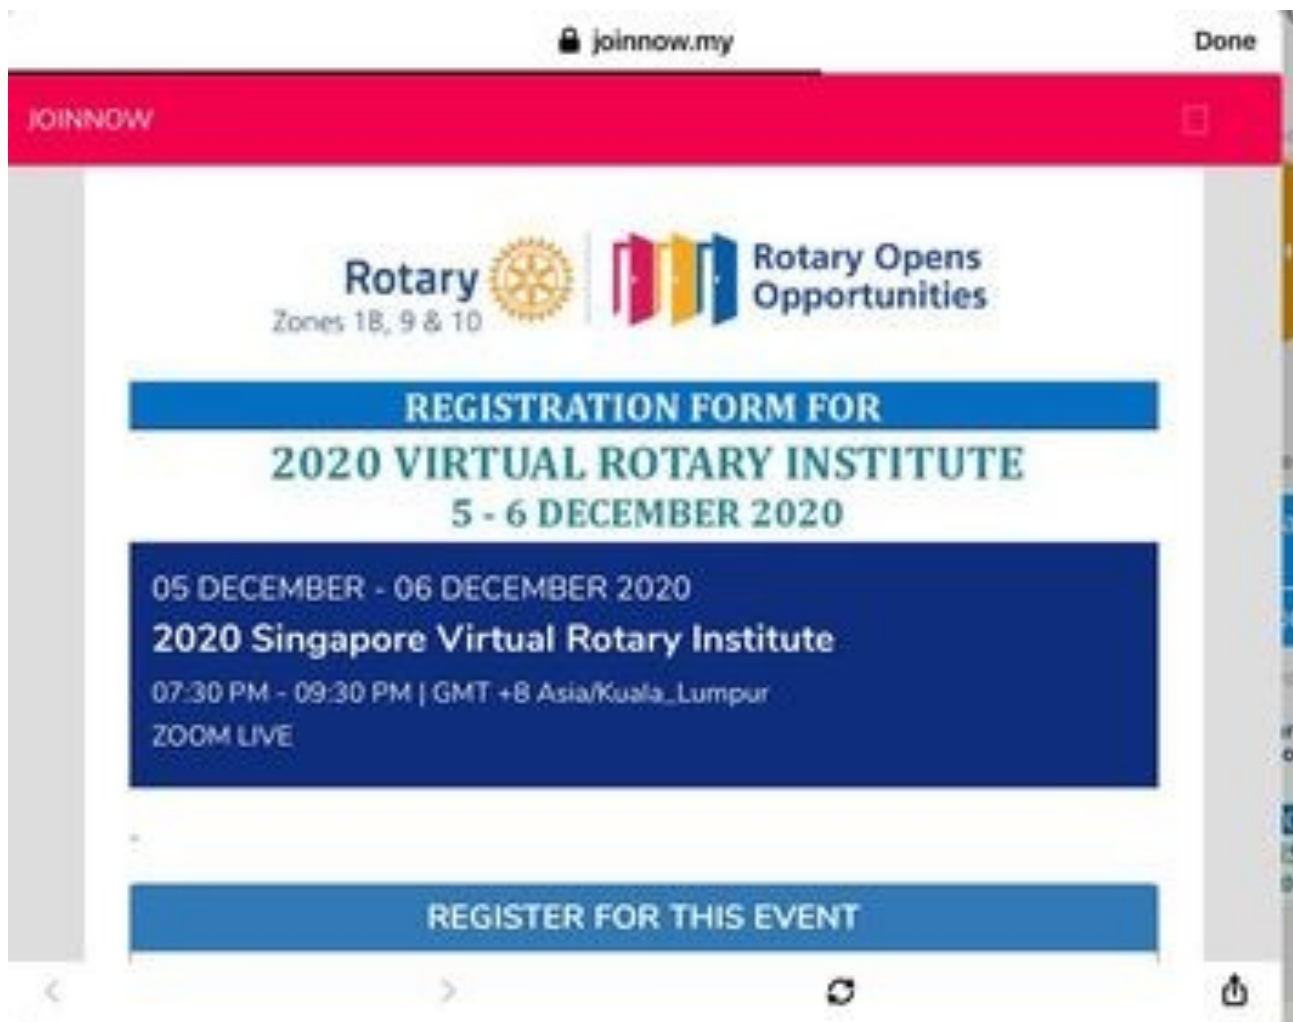 joinnow.my
Done
JOINNOW
Rotary
Zones 1B, 9 & 10
Rotary Opens
Opportunities
REGISTRATION FORM FOR
2020 VIRTUAL ROTARY INSTITUTE
5 - 6 DECEMBER 2020
05 DECEMBER - 06 DECEMBER 2020
2020 Singapore Virtual Rotary Institute
07:30 PM - 09:30 PM | GMT +8 Asia/Kuala_Lumpur
ZOOM LIVE
-
REGISTER FOR THIS EVENT